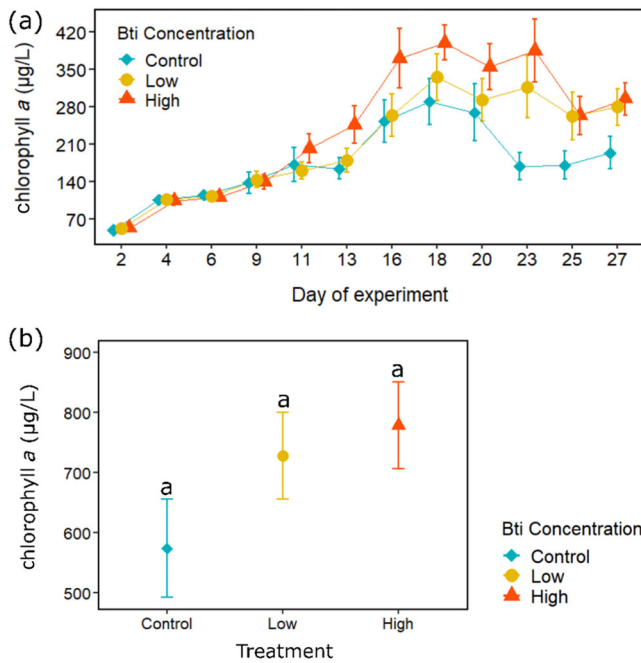 (a)
Bti Concentration
Control
Low
High
chlorophyll a (µg/L)
420
350
280
210
140
70
2 4 6 9 11 13 16 18 20 23 25 27
Day of experiment
(b)
chlorophyll a (µg/L)
900
800
700
600
500
a
a
a
Control Low High
Treatment
Bti Concentration
Control
Low
High